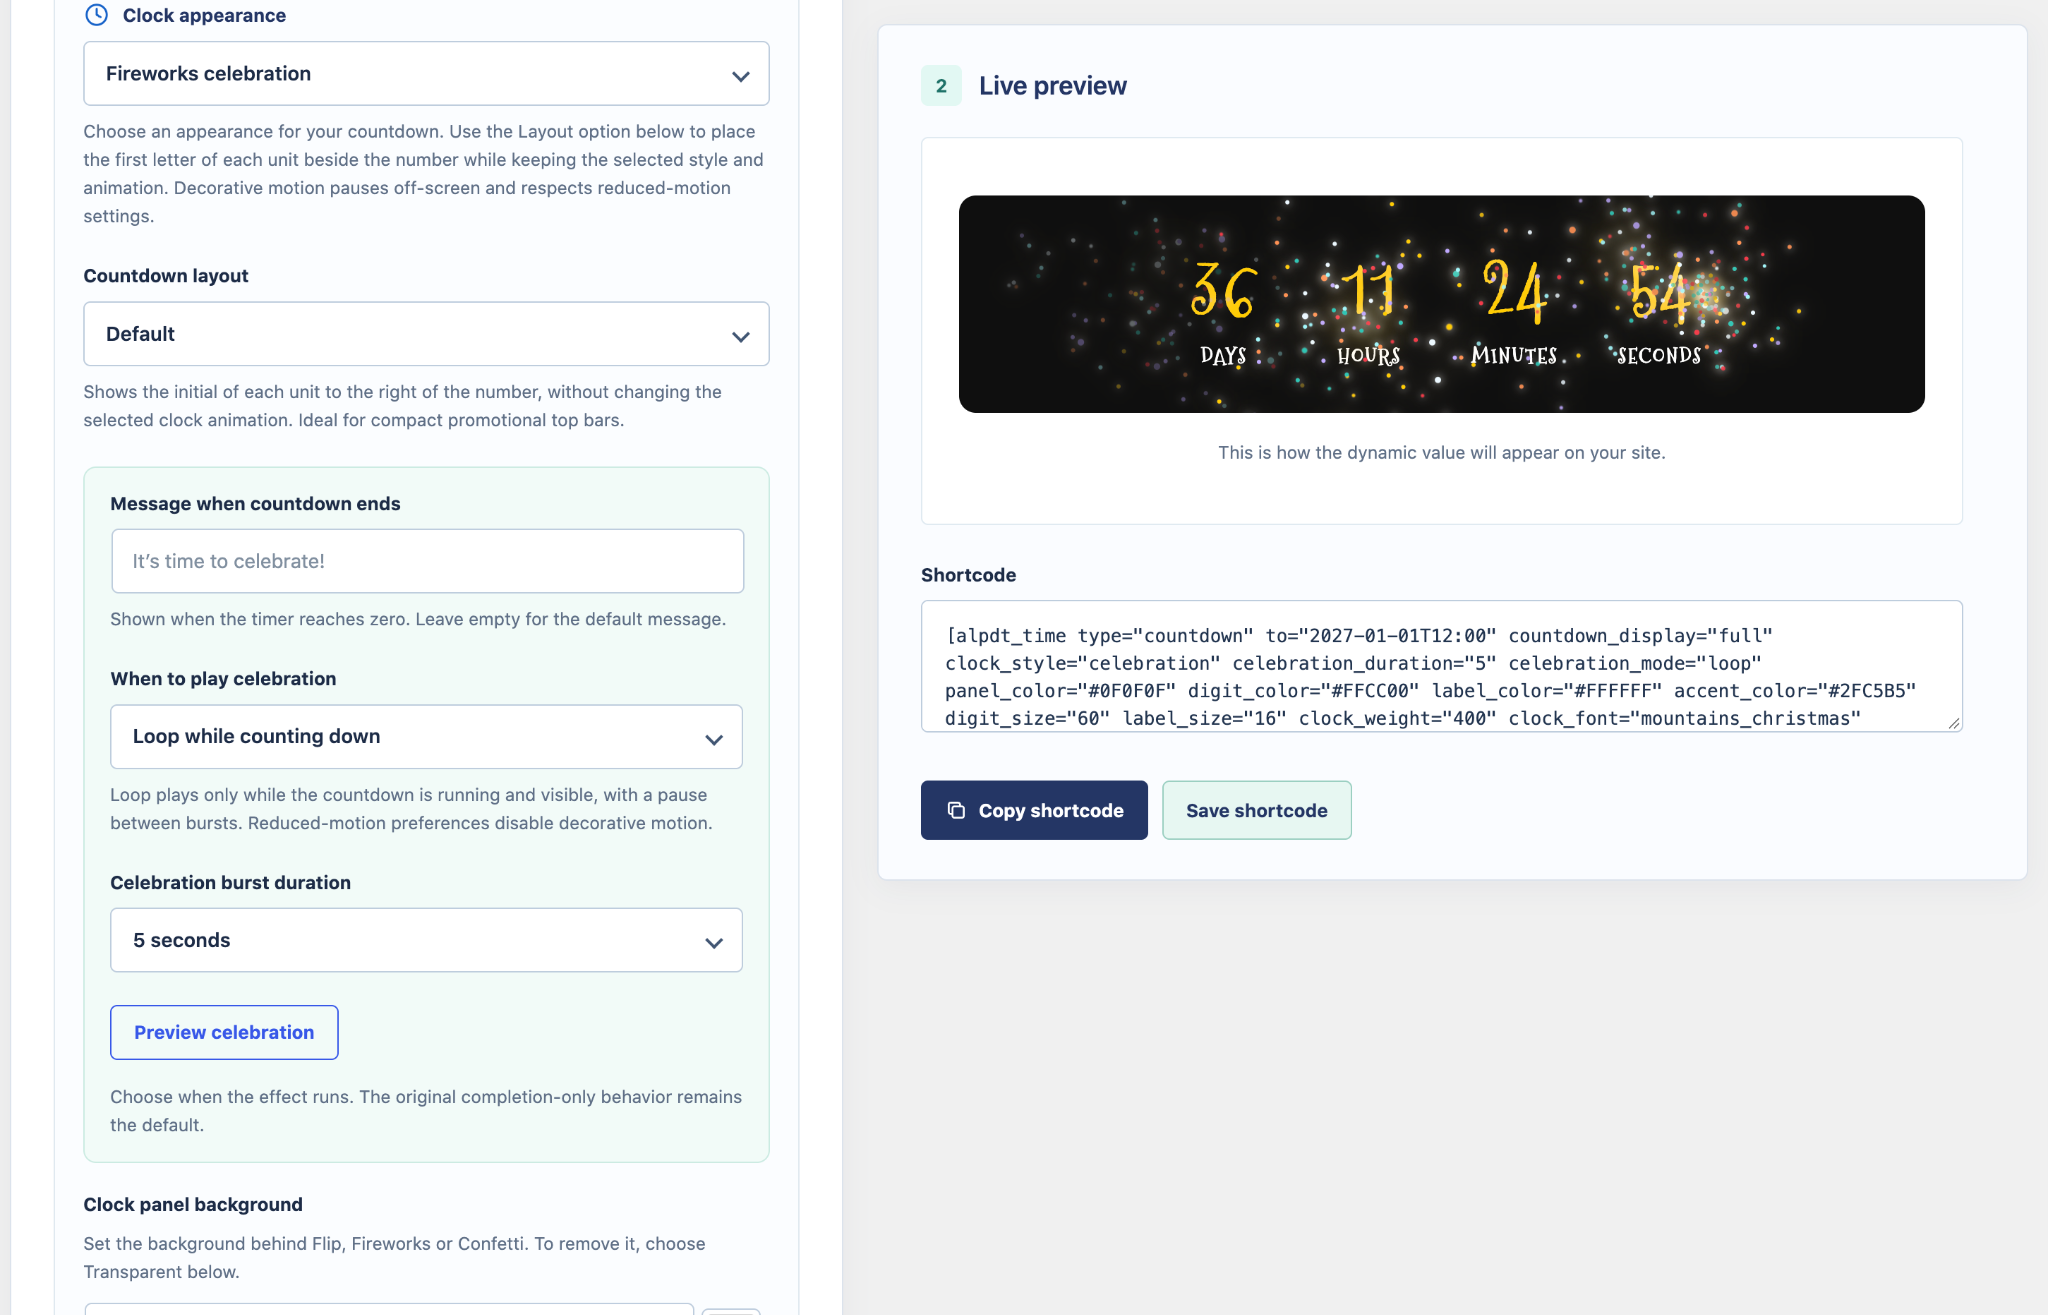 Clock appearance
Fireworks celebration
Choose an appearance for your countdown. Use the Layout option below to place
the first letter of each unit beside the number while keeping the selected style and
animation. Decorative motion pauses off-screen and respects reduced-motion
settings.
Countdown layout
Default
Shows the initial of each unit to the right of the number, without changing the
selected clock animation. Ideal for compact promotional top bars.
Message when countdown ends
It’s time to celebrate!
Shown when the timer reaches zero. Leave empty for the default message.
When to play celebration
Loop while counting down
Loop plays only while the countdown is running and visible, with a pause
between bursts. Reduced-motion preferences disable decorative motion.
Celebration burst duration
5 seconds
Preview celebration
Choose when the effect runs. The original completion-only behavior remains
the default.
Clock panel background
Set the background behind Flip, Fireworks or Confetti. To remove it, choose
Transparent below.
2 Live preview
36 11 24 54
DAYS HOURS MINUTES SECONDS
This is how the dynamic value will appear on your site.
Shortcode
[alpdt_time type="countdown" to="2027-01-01T12:00" countdown_display="full"
clock_style="celebration" celebration_duration="5" celebration_mode="loop"
panel_color="#0F0F0F" digit_color="#FFCC00" label_color="#FFFFFF" accent_color="#2FC5B5"
digit_size="60" label_size="16" clock_weight="400" clock_font="mountains_christmas"
Copy shortcode
Save shortcode